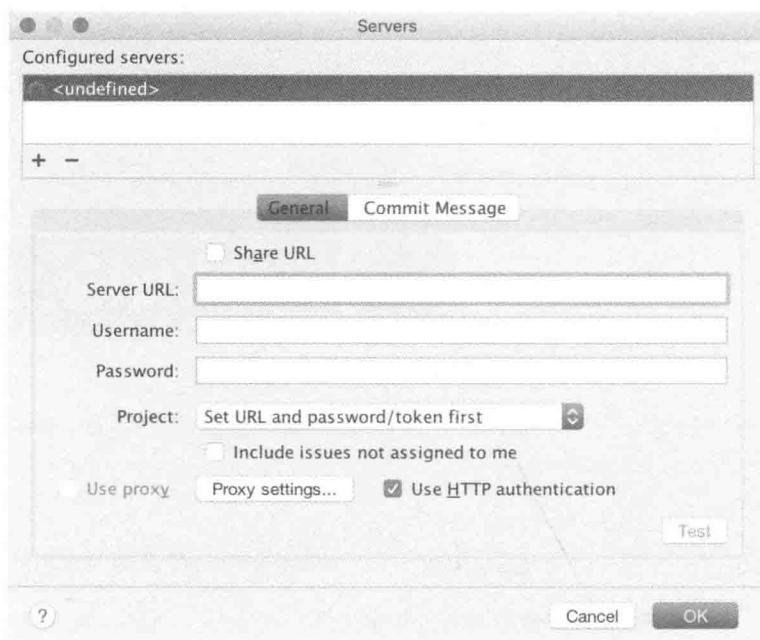 Servers
Configured servers:
<undefined>
+ −
General Commit Message
Share URL
Server URL:
Username:
Password:
Project: Set URL and password/token first
Include issues not assigned to me
Use proxy Proxy settings... Use HTTP authentication
Test
? Cancel OK